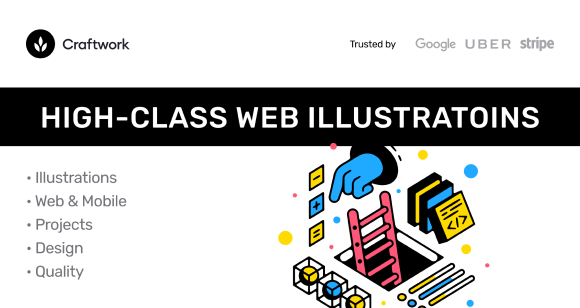 Craftwork
Trusted by Google UBER stripe
HIGH-CLASS WEB ILLUSTRATOINS
• Illustrations
• Web & Mobile
• Projects
• Design
• Quality